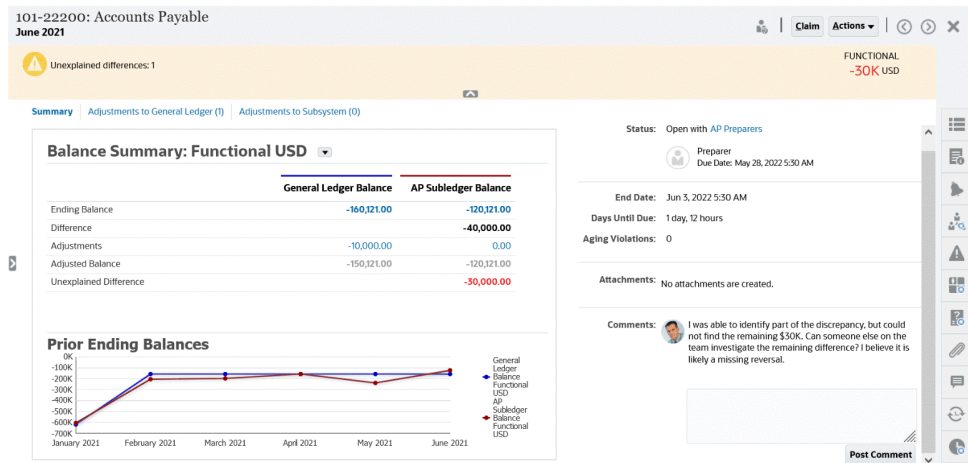 101-22200: Accounts Payable
June 2021
Claim
Actions
Unexplained differences: 1
FUNCTIONAL
-30K USD
Summary
Adjustments to General Ledger (1)
Adjustments to Subsystem (0)
Balance Summary: Functional USD
General Ledger Balance AP Subledger Balance
Ending Balance -160,121.00 -120,121.00
Difference -40,000.00
Adjustments -10,000.00 0.00
Adjusted Balance -150,121.00 -120,121.00
Unexplained Difference -30,000.00
Prior Ending Balances
0K
-100K
-200K
-300K
-400K
-500K
-600K
-700K
January 2021 February 2021 March 2021 April 2021 May 2021 June 2021
General
Ledger
Balance
Functional
USD
AP
Subledger
Balance
Functional
USD
Status: Open with AP Preparers
Preparer
Due Date: May 28, 2022 5:30 AM
End Date: Jun 3, 2022 5:30 AM
Days Until Due: 1 day, 12 hours
Aging Violations: 0
Attachments: No attachments are created.
Comments: I was able to identify part of the discrepancy, but could
not find the remaining $30K. Can someone else on the
team investigate the remaining difference? I believe it is
likely a missing reversal.
Post Comment